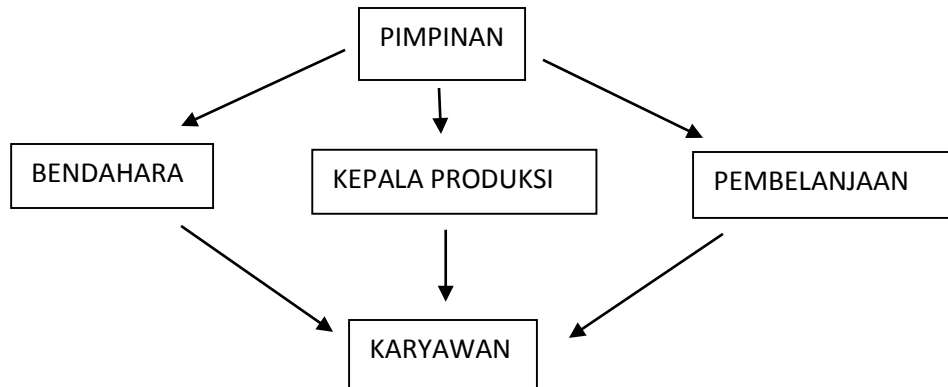 PIMPINAN
BENDAHARA
KEPALA PRODUKSI
PEMBELANJAAN
KARYAWAN